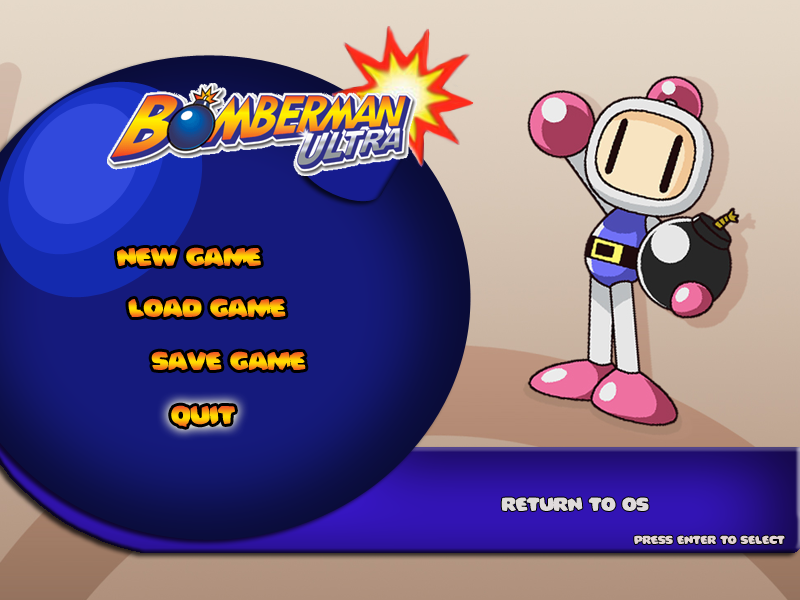 BOMBERMAN
ULTRA
NEW GAME
LOAD GAME
SAVE GAME
QUIT
RETURN TO OS
PRESS ENTER TO SELECT